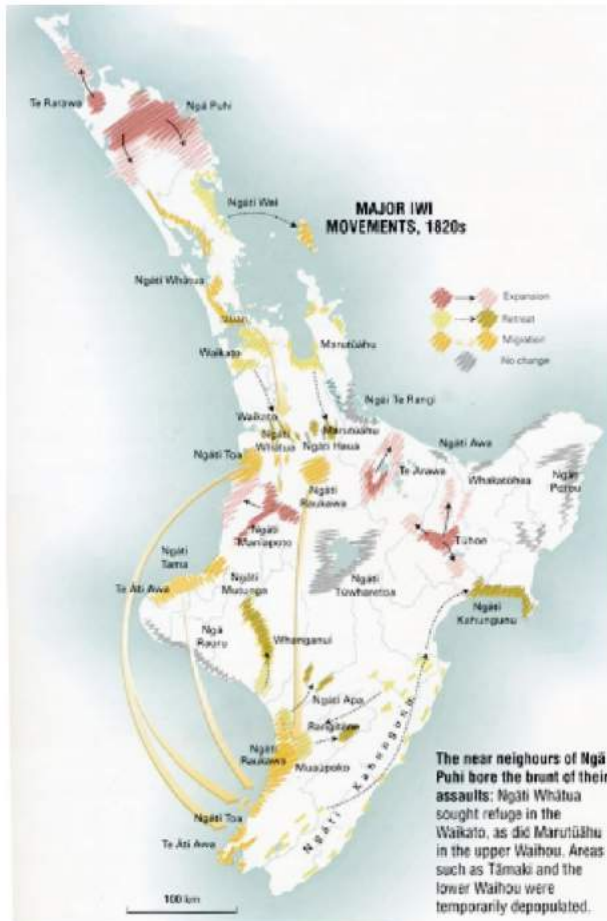 Te Rarawa
Ngā Puhi
Ngāti Wai
MAJOR IWI
MOVEMENTS, 1820s
Expansion
Retreat
Migration
No change
Ngāti Whātua
Waikato
Marutūāhu
Ngāi Te Rangi
Waikato
Ngāti
Whātua
Marutūāhu
Ngāti Haua
Ngāti Awa
Ngāti Toa
Te Arawa
Whakatōhea
Ngāti
Porou
Ngāti
Raukawa
Ngāti
Maniapoto
Tūhoe
Ngāti
Tama
Te Āti Awa
Ngāti
Mutunga
Ngāti
Tūwharetoa
Ngāti
Kahungunu
Ngā
Rauru
Whanganui
Ngāti Apa
Rangitāne
Ngāti
Raukawa
Muaūpoko
Ngāti Kahungunu
Ngāti Toa
Te Āti Awa
100 km
The near neighours of Ngā
Puhi bore the brunt of their
assaults: Ngāti Whātua
sought refuge in the
Waikato, as did Marutūāhu
in the upper Waihou. Areas
such as Tāmaki and the
lower Waihou were
temporarily depopulated.